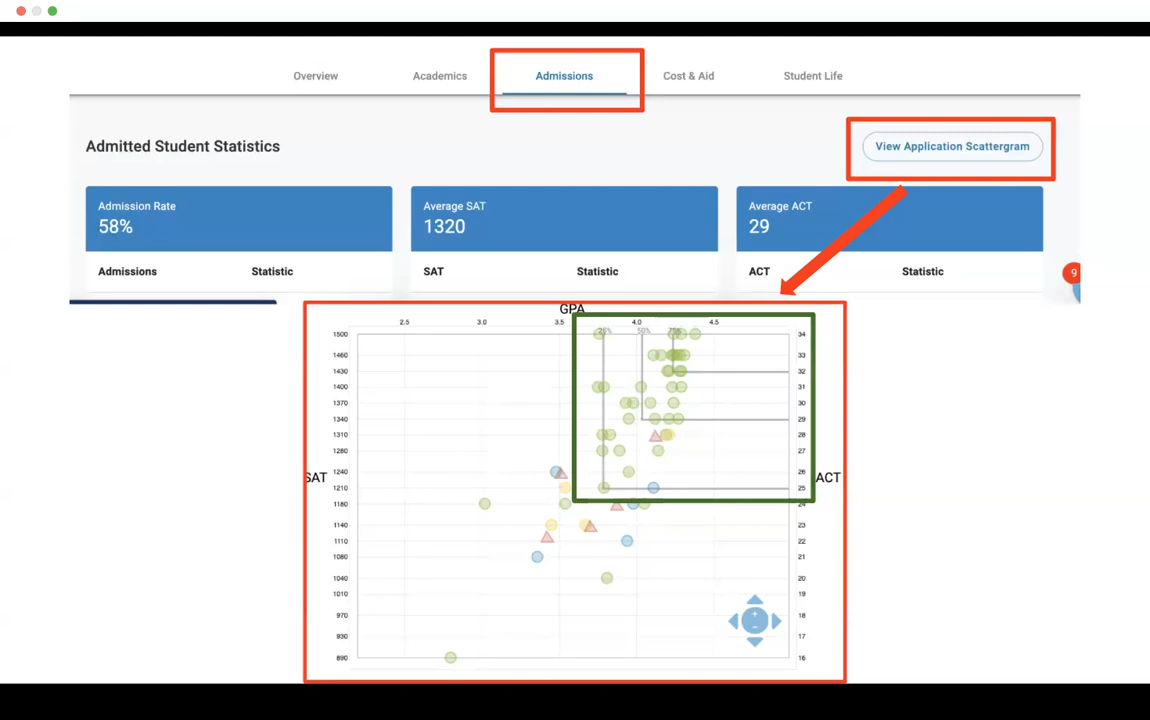 Overview Academics Admissions Cost & Aid Student Life
Admitted Student Statistics
View Application Scattergram
Admission Rate
58%
Average SAT
1320
Average ACT
29
Admissions Statistic
SAT Statistic
ACT Statistic
9
GPA
2.5 3.0 3.5 4.0 4.5
25% 50% 75%
1500 34
1460 33
1430 32
1400 31
1370 30
1340 29
1310 28
1280 27
1240 26
SAT ACT
1210 25
1180 24
1140 23
1110 22
1080 21
1040 20
1010 19
970 18
930 17
890 16